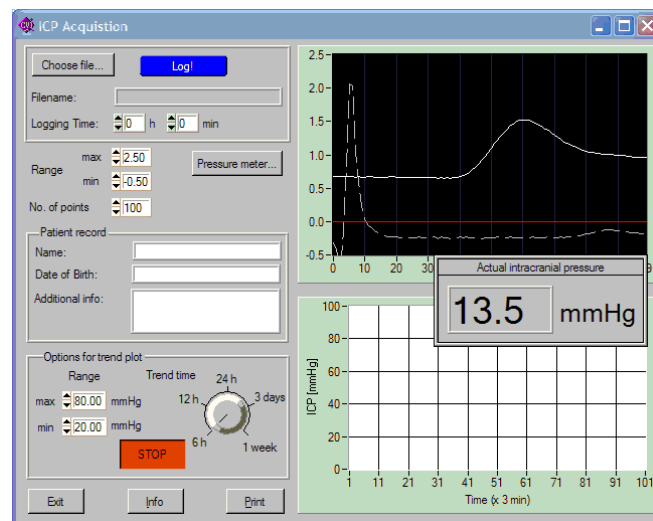 ICP Acquistion
Choose file...
Log!
Filename:
Logging Time: 0 h 0 min
Range
max 2.50
min -0.50
Pressure meter...
No. of points 100
Patient record
Name:
Date of Birth:
Additional info:
Options for trend plot
Range
max 80.00 mmHg
min 20.00 mmHg
Trend time
6 h
12 h
24 h
3 days
1 week
STOP
Exit
Info
Print
2.5
2.0
1.5
1.0
0.5
0.0
-0.5
0 10 20 30
Actual intracranial pressure
13.5 mmHg
ICP [mmHg]
100
80
60
40
20
0
1 11 21 31 41 51 61 71 81 91 101
Time (x 3 min)